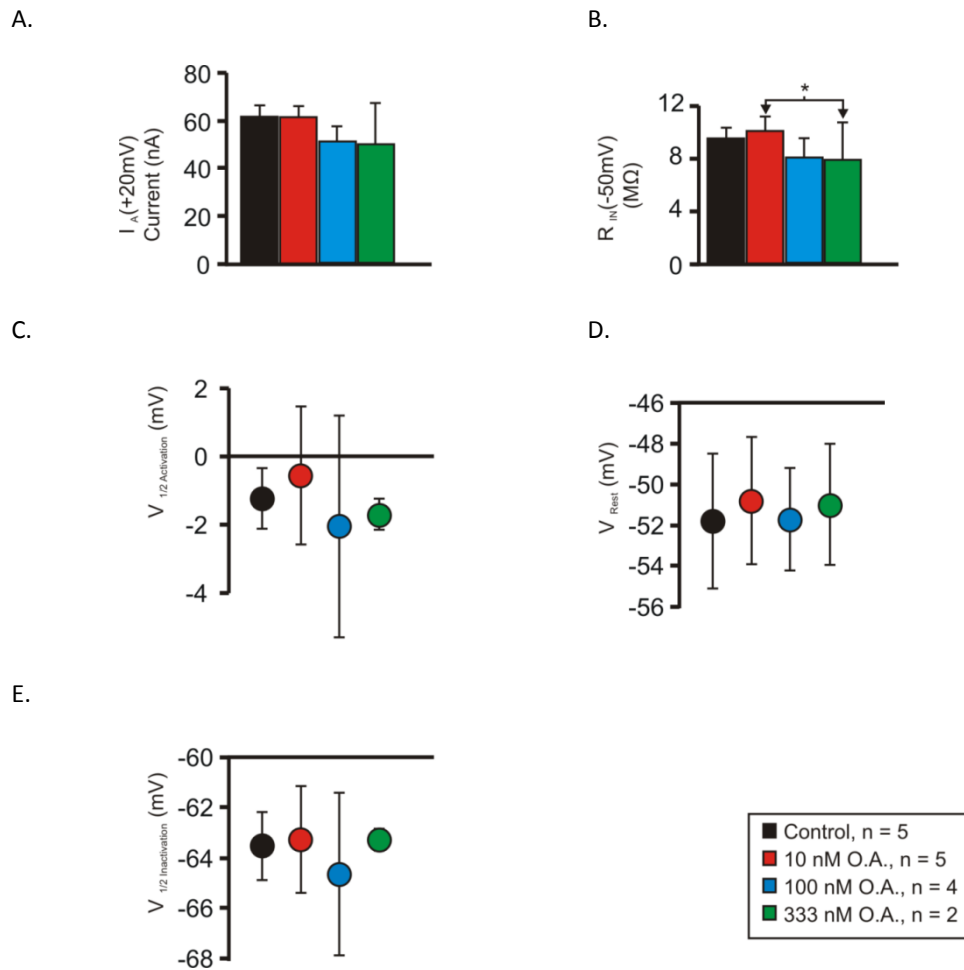 A.
B.
80
60
40
20
0
I A(+20mV)
Current (nA)
12
8
4
0
R IN(-50mV)
(MΩ)
*
C.
D.
2
0
-2
-4
V 1/2 Activation (mV)
-46
-48
-50
-52
-54
-56
V Rest (mV)
E.
-60
-62
-64
-66
-68
V 1/2 Inactivation (mV)
Control, n = 5
10 nM O.A., n = 5
100 nM O.A., n = 4
333 nM O.A., n = 2